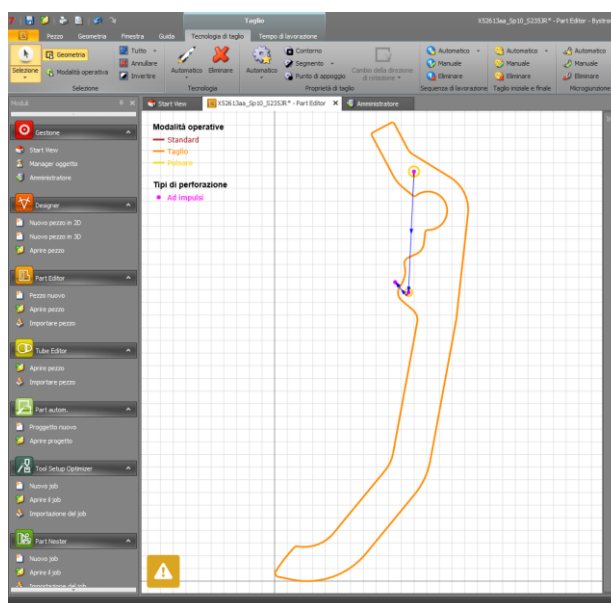 Taglio
X52613aa_Sp10_S235JR* - Part Editor - Bystro
Pezzo Geometria Finestra Guida Tecnologia di taglio Tempo di lavorazione
Selezione
Geometria
Modalità operativa
Tutto
Annullare
Invertire
Selezione
Automatico
Eliminare
Tecnologia
Automatico
Contorno
Segmento
Punto di appoggio
Cambio della direzione di rotazione
Proprietà di taglio
Automatico
Manuale
Eliminare
Sequenza di lavorazione
Automatico
Manuale
Eliminare
Taglio iniziale e finale
Automatico
Manuale
Eliminare
Microgiunzione
Moduli
Start View
X52613aa_Sp10_S235JR* - Part Editor
Amministratore
Gestione
Start View
Manager oggetto
Amministratore
Designer
Nuovo pezzo in 2D
Nuovo pezzo in 3D
Aprire pezzo
Part Editor
Pezzo nuovo
Aprire pezzo
Importare pezzo
Tube Editor
Aprire pezzo
Importare pezzo
Part autom.
Progetto nuovo
Aprire progetto
Tool Setup Optimizer
Nuovo job
Aprire il job
Importazione del job
Part Nester
Nuovo job
Aprire il job
Importazione del job
Modalità operative
Standard
Taglio
Pulsare
Tipi di perforazione
Ad impulsi